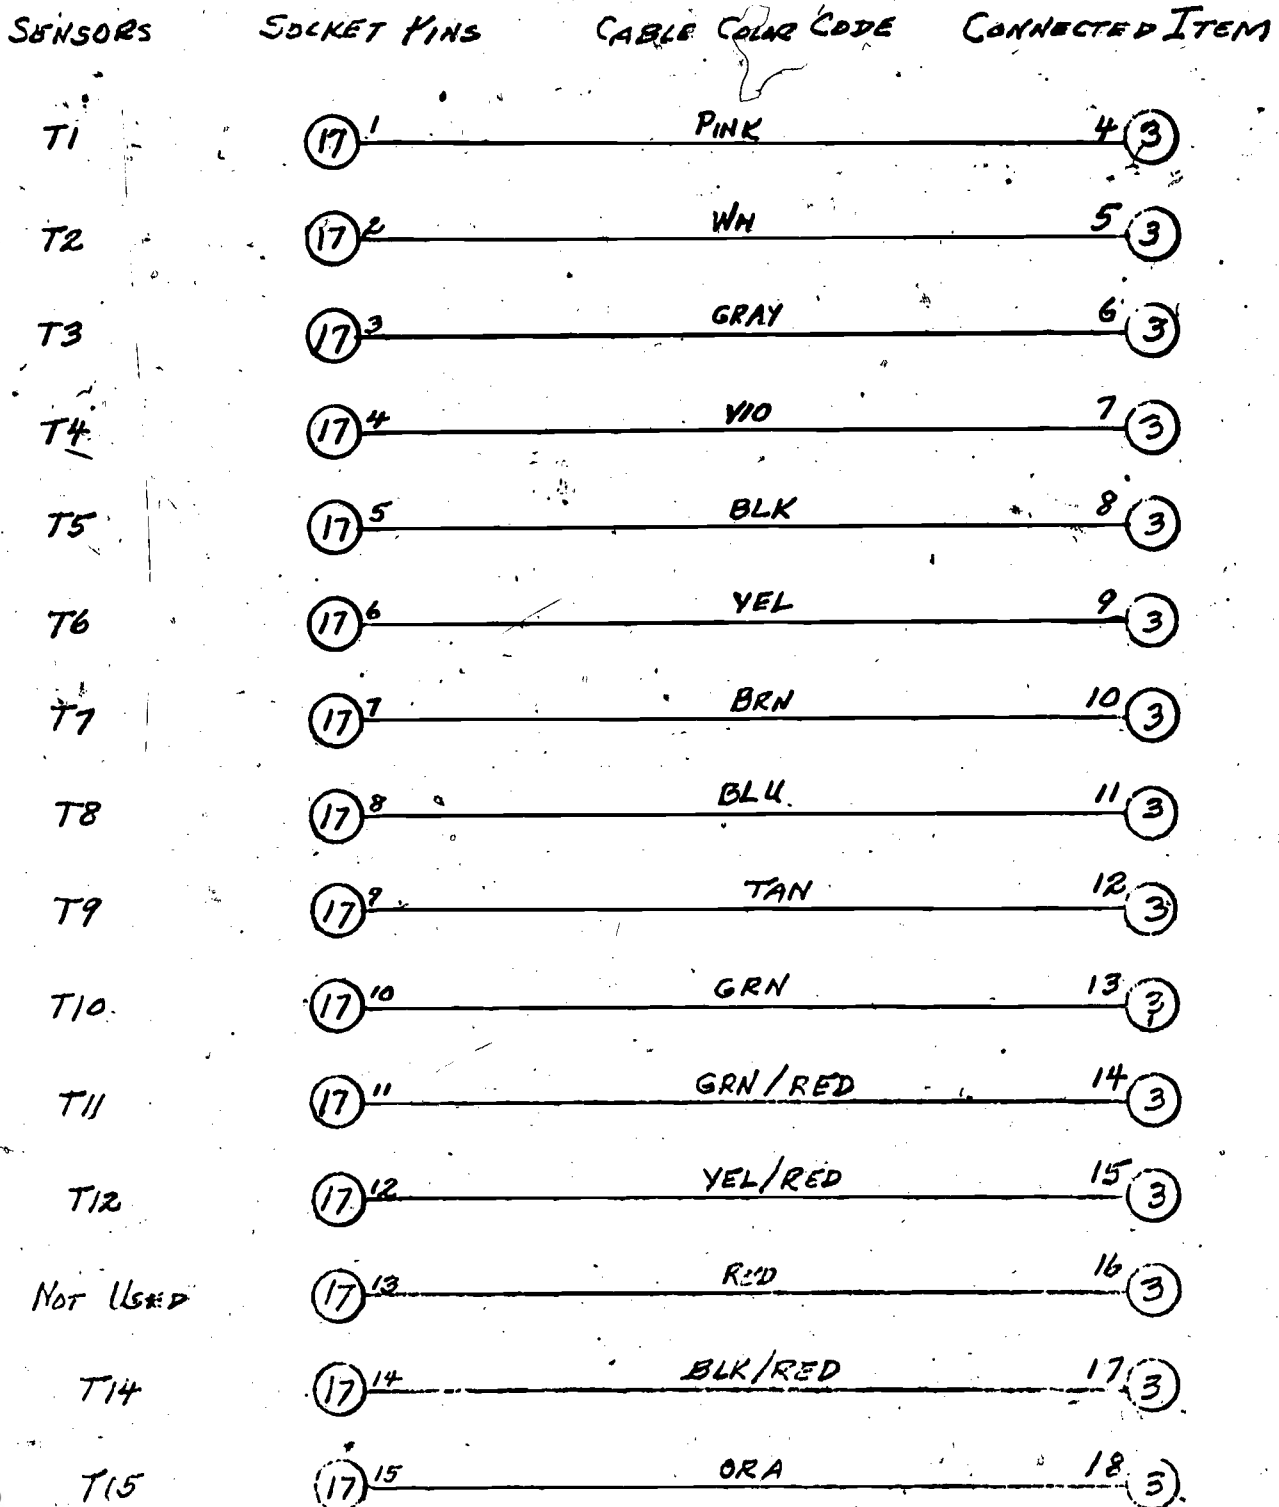 SENSORS SOCKET PINS CABLE COLOR CODE CONNECTED ITEM
T1 17 1 PINK 4 3
T2 17 2 WH 5 3
T3 17 3 GRAY 6 3
T4 17 4 VIO 7 3
T5 17 5 BLK 8 3
T6 17 6 YEL 9 3
T7 17 7 BRN 10 3
T8 17 8 BLU. 11 3
T9 17 9 TAN 12 3
T10 17 10 GRN 13 3
T11 17 11 GRN/RED 14 3
T12 17 12 YEL/RED 15 3
NOT USED 17 13 RED 16 3
T14 17 14 BLK/RED 17 3
T15 17 15 ORA 18 3